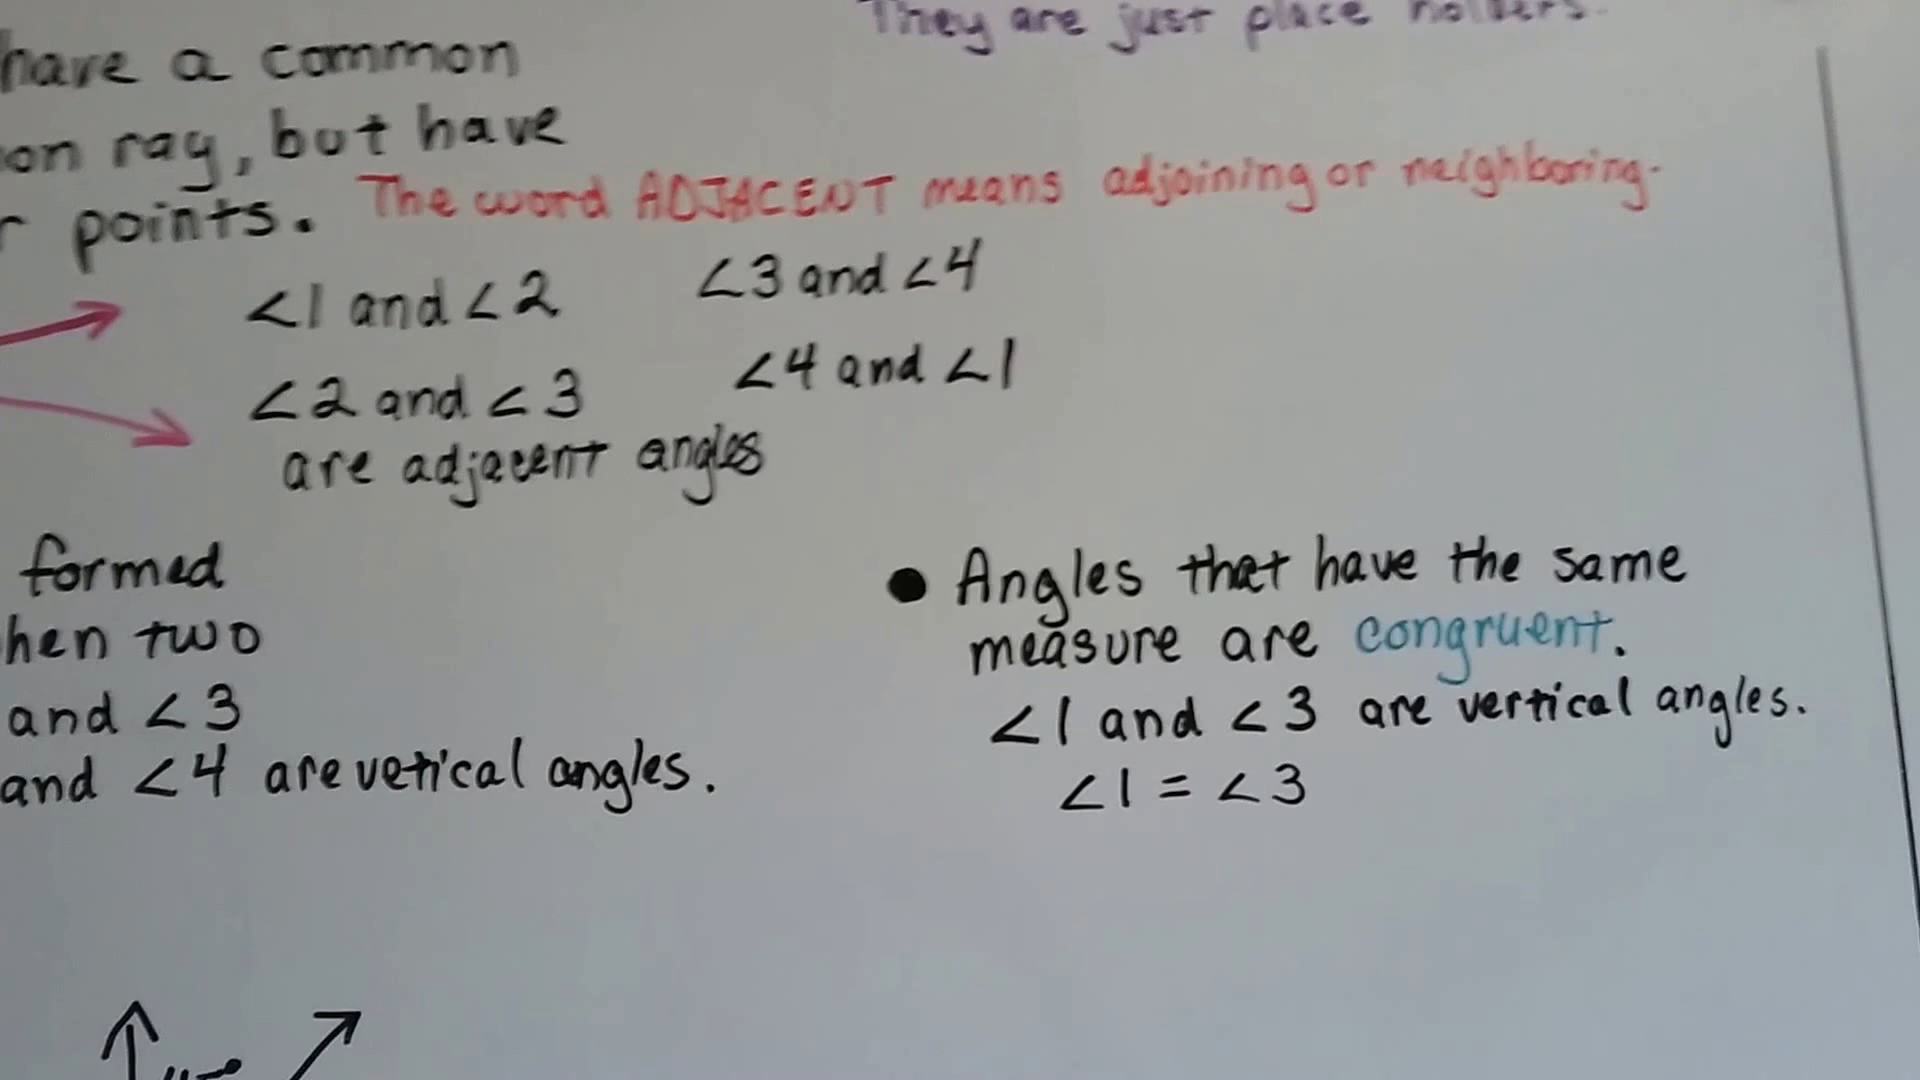 They are just place holders.
have a common
on ray, but have
r points. The word ADJACENT means adjoining or neighboring.
∠1 and ∠2 ∠3 and ∠4
∠2 and ∠3 ∠4 and ∠1
are adjacent angles
formed
hen two
and ∠3
and ∠4 are vetical angles.
● Angles that have the same
measure are congruent.
∠1 and ∠3 are vertical angles.
∠1 = ∠3